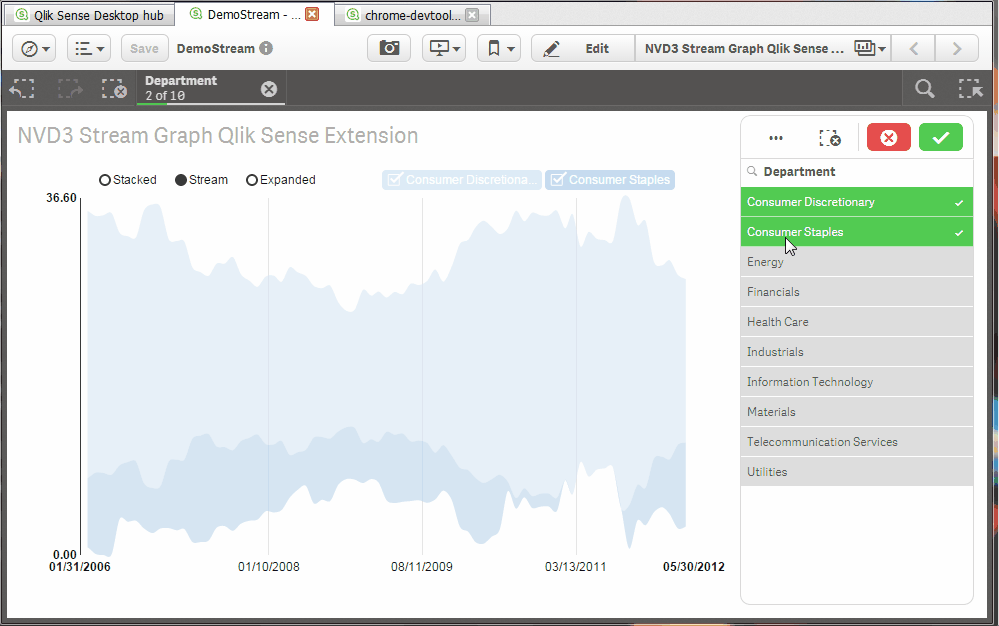 Qlik Sense Desktop hub
DemoStream - ...
chrome-devtool...
Save
DemoStream
Edit
NVD3 Stream Graph Qlik Sense ...
Department
2 of 10
NVD3 Stream Graph Qlik Sense Extension
Stacked
Stream
Expanded
Consumer Discretiona...
Consumer Staples
36.60
0.00
01/31/2006
01/10/2008
08/11/2009
03/13/2011
05/30/2012
Department
Consumer Discretionary
Consumer Staples
Energy
Financials
Health Care
Industrials
Information Technology
Materials
Telecommunication Services
Utilities